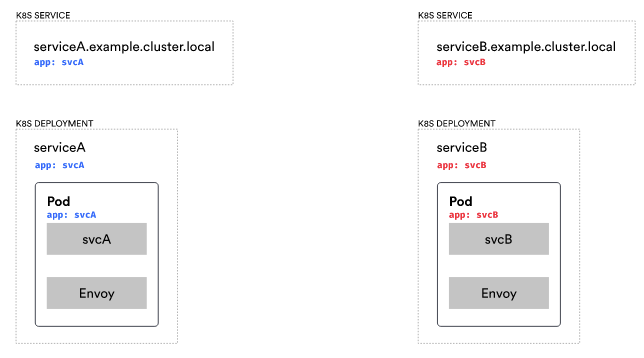 K8S SERVICE
serviceA.example.cluster.local
app: svcA
K8S DEPLOYMENT
serviceA
app: svcA
Pod
app: svcA
svcA
Envoy
K8S SERVICE
serviceB.example.cluster.local
app: svcB
K8S DEPLOYMENT
serviceB
app: svcB
Pod
app: svcB
svcB
Envoy